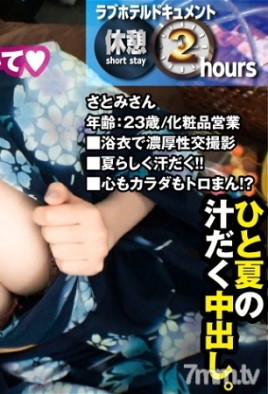 て♡
ラブホテルドキュメント
休憩
short stay
2
hours
さとみさん
年齢:23歳/化粧品営業
■浴衣で濃厚性交撮影
■夏らしく汗だく!!
■心もカラダもトロまん!?
ひと夏の
汁だく中出し。
7mm.tv